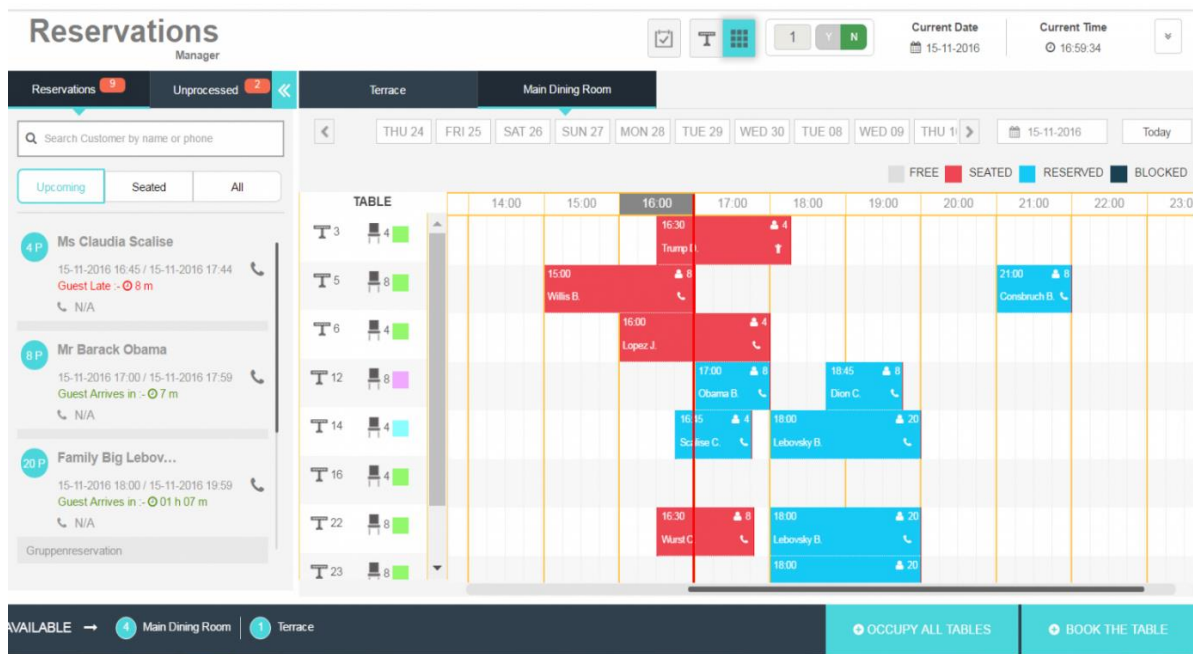 Reservations
Manager
1 Y N
Current Date
15-11-2016
Current Time
16:59:34
Reservations 9
Unprocessed 2
Terrace
Main Dining Room
Search Customer by name or phone
THU 24 FRI 25 SAT 26 SUN 27 MON 28 TUE 29 WED 30 TUE 08 WED 09 THU
15-11-2016
Today
Upcoming Seated All
FREE SEATED RESERVED BLOCKED
TABLE 14:00 15:00 16:00 17:00 18:00 19:00 20:00 21:00 22:00 23:0
4 P Ms Claudia Scalise
15-11-2016 16:45 / 15-11-2016 17:44
Guest Late :- 8 m
N/A
8 P Mr Barack Obama
15-11-2016 17:00 / 15-11-2016 17:59
Guest Arrives in :- 7 m
N/A
20 P Family Big Lebov...
15-11-2016 18:00 / 15-11-2016 19:59
Guest Arrives in :- 01 h 07 m
N/A
Gruppenreservation
T 3 4
16:30 4
Trump D.
T 5 8
15:00 8
Willis B.
21:00 8
Consbruch B.
T 6 4
16:00 4
Lopez J.
T 12 8
17:00 8
Obama B.
18:45 8
Dion C.
T 14 4
16:45 4
Scalise C.
18:00 20
Lebovsky B.
T 16 4
T 22 8
16:30 8
Wurst C
18:00 20
Lebovsky B.
T 23 8
18:00 20
AVAILABLE → 4 Main Dining Room 1 Terrace
OCCUPY ALL TABLES
BOOK THE TABLE